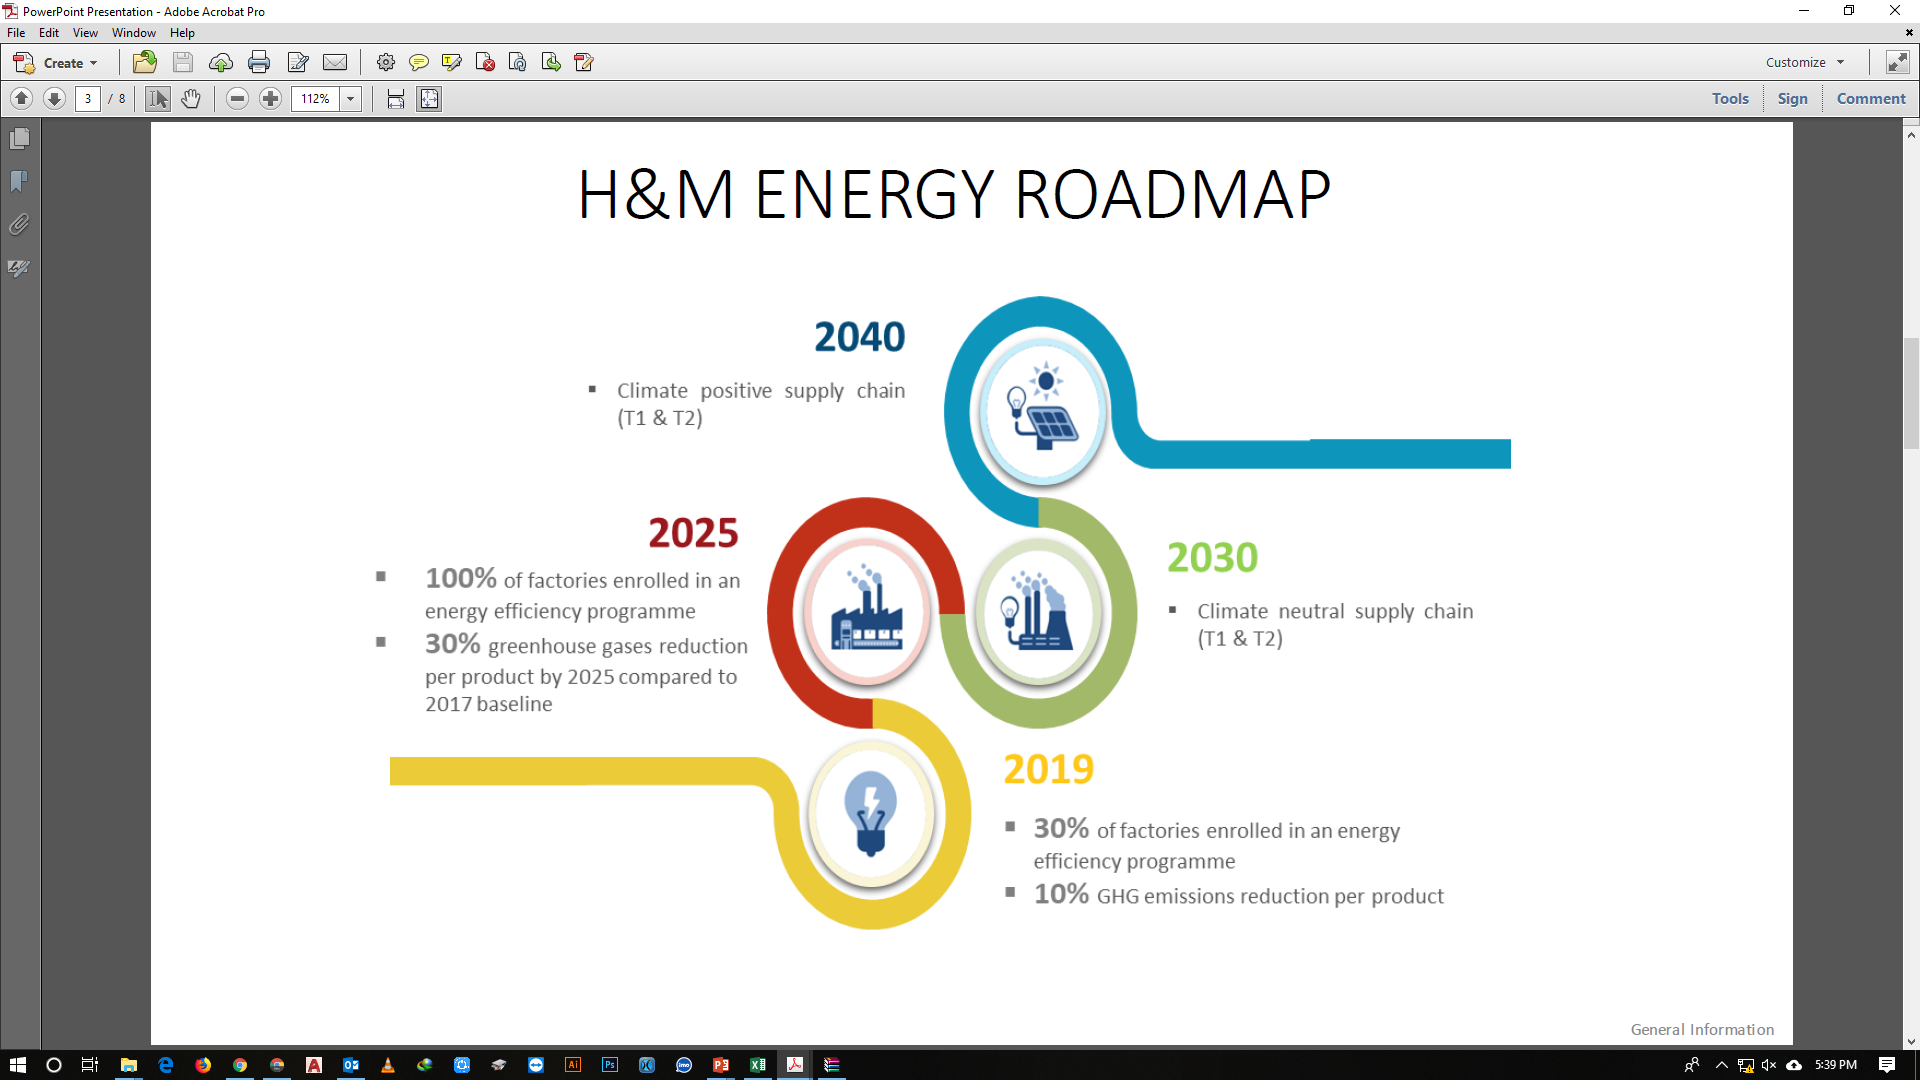 PowerPoint Presentation - Adobe Acrobat Pro
File Edit View Window Help
Create
Customize
3 / 8
112%
Tools Sign Comment
H&M ENERGY ROADMAP
2040
▪ Climate positive supply chain
(T1 & T2)
2025
▪ 100% of factories enrolled in an
energy efficiency programme
▪ 30% greenhouse gases reduction
per product by 2025 compared to
2017 baseline
2030
▪ Climate neutral supply chain
(T1 & T2)
2019
▪ 30% of factories enrolled in an energy
efficiency programme
▪ 10% GHG emissions reduction per product
General Information
5:39 PM